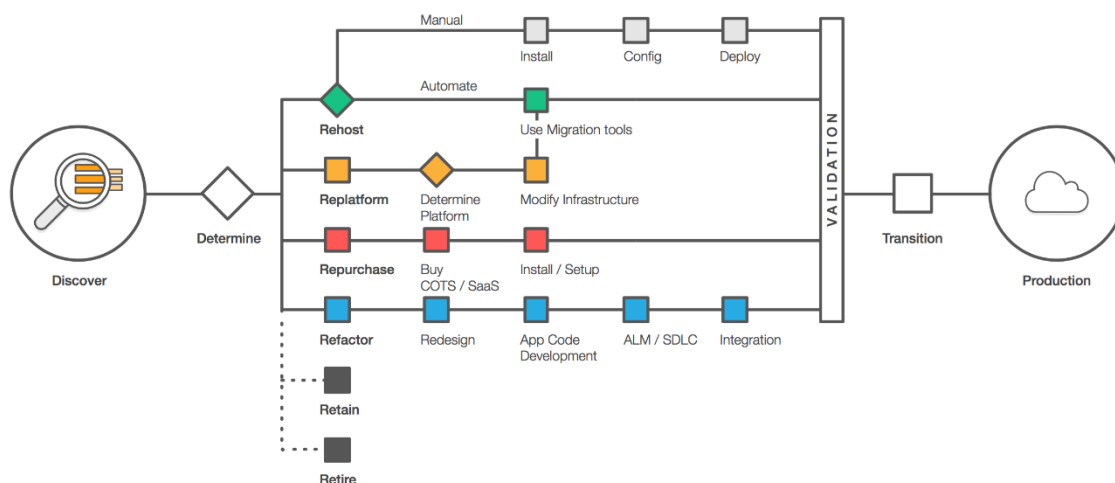 Manual
Install
Config
Deploy
Automate
Rehost
Use Migration tools
Replatform
Determine
Platform
Modify Infrastructure
Discover
Determine
Repurchase
Buy
COTS / SaaS
Install / Setup
Refactor
Redesign
App Code
Development
ALM / SDLC
Integration
Retain
Retire
VALIDATION
Transition
Production